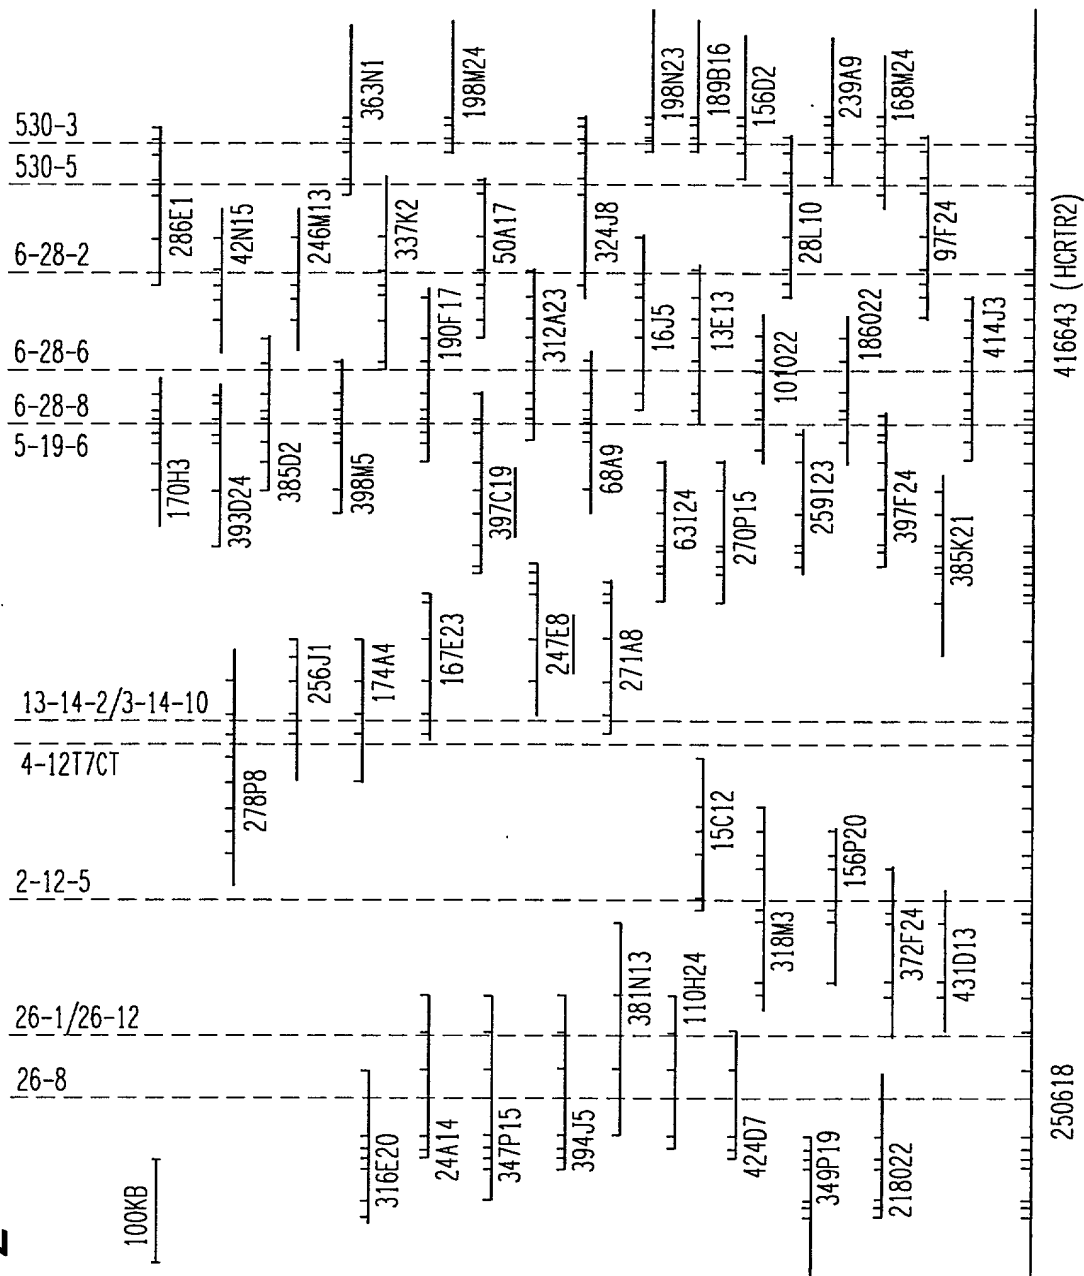 530-3
530-5
6-28-2
6-28-6
6-28-8
5-19-6
13-14-2/3-14-10
4-12T7CT
2-12-5
26-1/26-12
26-8
100KB
363N1
198M24
198N23
189B16
156D2
239A9
168M24
286E1
42N15
246M13
337K2
50A17
324J8
28L10
97F24
190F17
312A23
16J5
13E13
101O22
186O22
414J3
170H3
393D24
385D2
398M5
397C19
68A9
63I24
270P15
259I23
397F24
385K21
256J1
174A4
167E23
247E8
271A8
278P8
15C12
318M3
156P20
372F24
431D13
381N13
110H24
316E20
24A14
347P15
394J5
424D7
349P19
218O22
416643 (HCRTR2)
250618